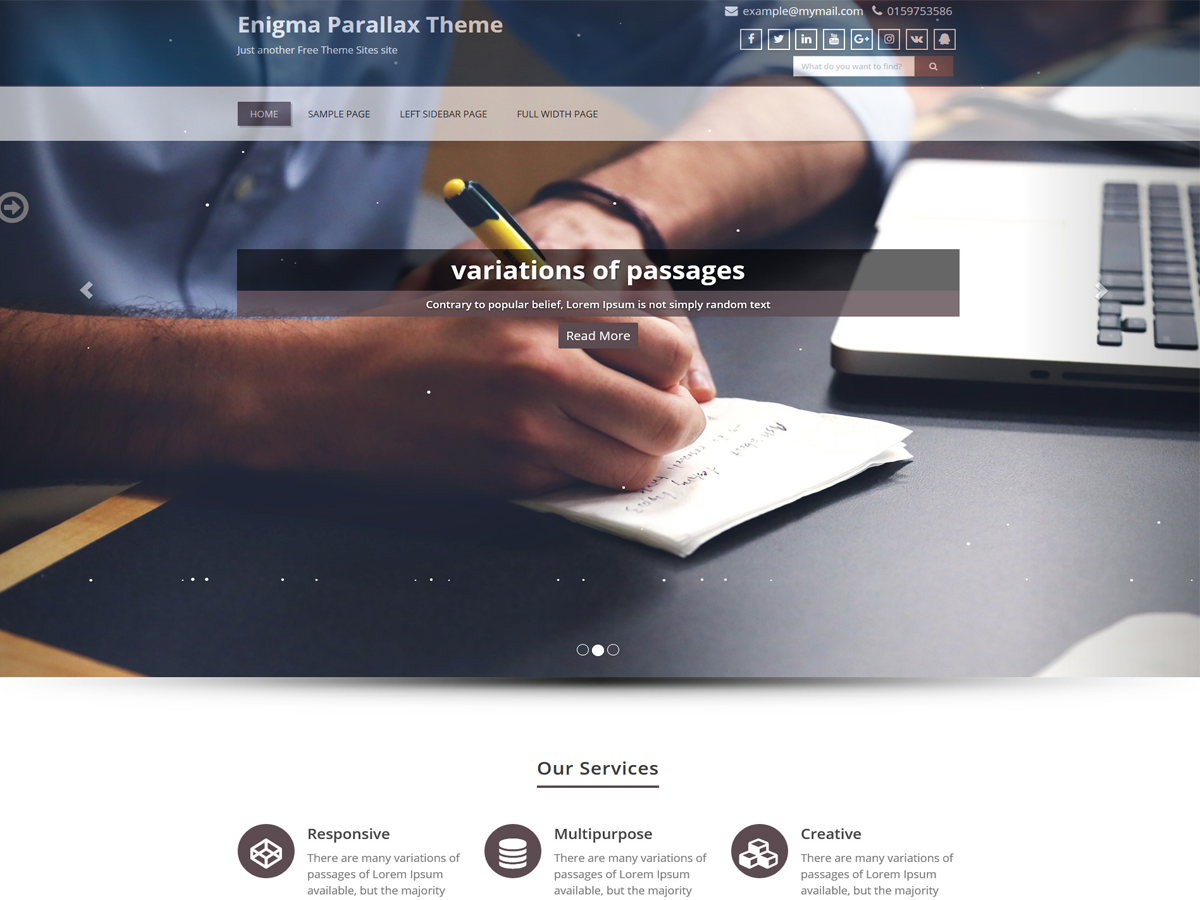 Enigma Parallax Theme
Just another Free Theme Sites site
example@mymail.com 0159753586
What do you want to find?
HOME SAMPLE PAGE LEFT SIDEBAR PAGE FULL WIDTH PAGE
variations of passages
Contrary to popular belief, Lorem Ipsum is not simply random text
Read More
Our Services
Responsive
There are many variations of
passages of Lorem Ipsum
available, but the majority
Multipurpose
There are many variations of
passages of Lorem Ipsum
available, but the majority
Creative
There are many variations of
passages of Lorem Ipsum
available, but the majority